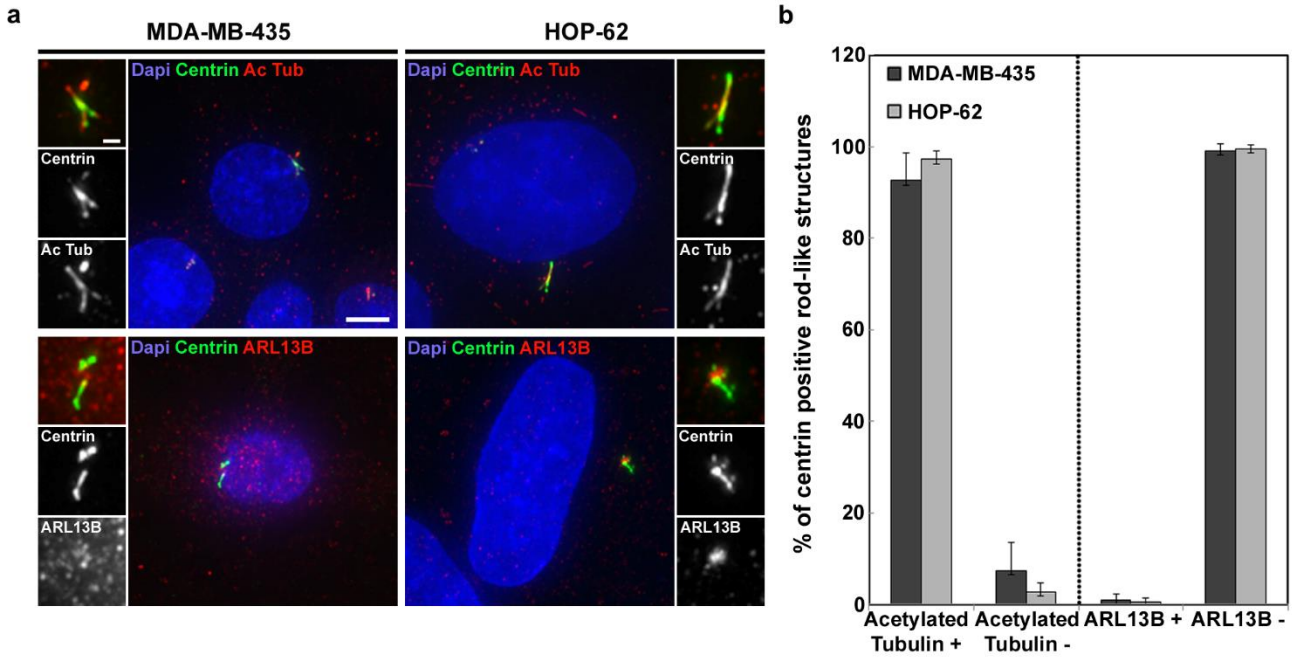 a
MDA-MB-435
HOP-62
Dapi Centrin Ac Tub
Centrin
Ac Tub
Dapi Centrin Ac Tub
Centrin
Ac Tub
Dapi Centrin ARL13B
Centrin
ARL13B
Dapi Centrin ARL13B
Centrin
ARL13B
b
% of centrin positive rod-like structures
120
100
80
60
40
20
0
MDA-MB-435
HOP-62
Acetylated
Tubulin +
Acetylated
Tubulin -
ARL13B +
ARL13B -